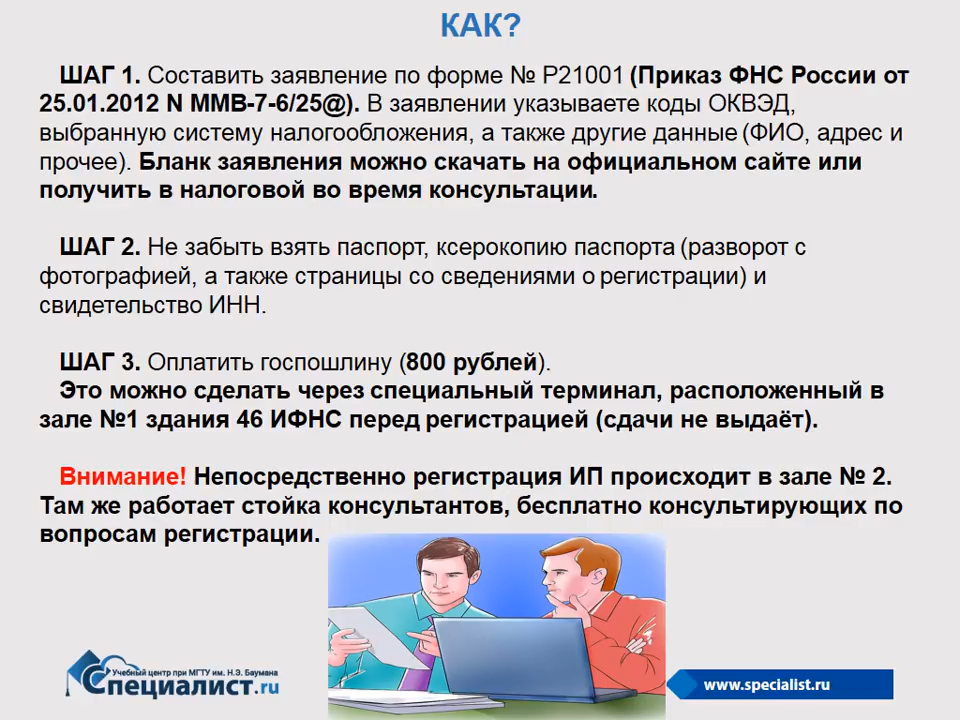 КАК?
ШАГ 1. Составить заявление по форме № Р21001 (Приказ ФНС России от
25.01.2012 N ММВ-7-6/25@). В заявлении указываете коды ОКВЭД,
выбранную систему налогообложения, а также другие данные (ФИО, адрес и
прочее). Бланк заявления можно скачать на официальном сайте или
получить в налоговой во время консультации.
ШАГ 2. Не забыть взять паспорт, ксерокопию паспорта (разворот с
фотографией, а также страницы со сведениями о регистрации) и
свидетельство ИНН.
ШАГ 3. Оплатить госпошлину (800 рублей).
Это можно сделать через специальный терминал, расположенный в
зале №1 здания 46 ИФНС перед регистрацией (сдачи не выдаёт).
Внимание! Непосредственно регистрация ИП происходит в зале № 2.
Там же работает стойка консультантов, бесплатно консультирующих по
вопросам регистрации.
Учебный центр при МГТУ им. Н.Э. Баумана
Специалист.ru
www.specialist.ru